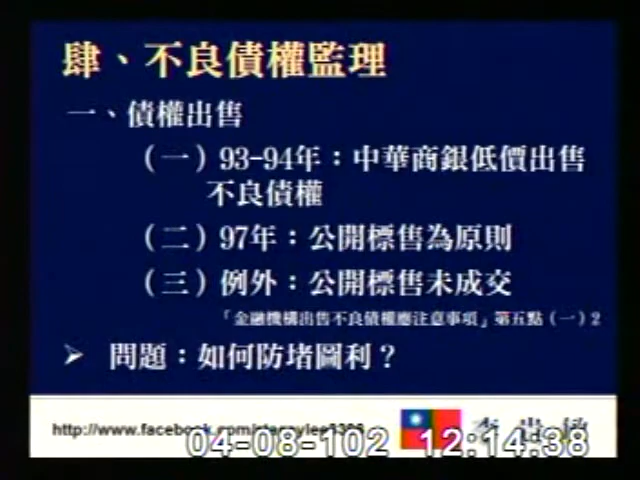 肆、不良債權監理
一、債權出售
（一）93-94年：中華商銀低價出售
不良債權
（二）97年：公開標售為原則
（三）例外：公開標售未成交
「金融機構出售不良債權應注意事項」第五點（一）2
➢ 問題：如何防堵圖利？
http://www.facebook.com/
04-08-102 12:14:38